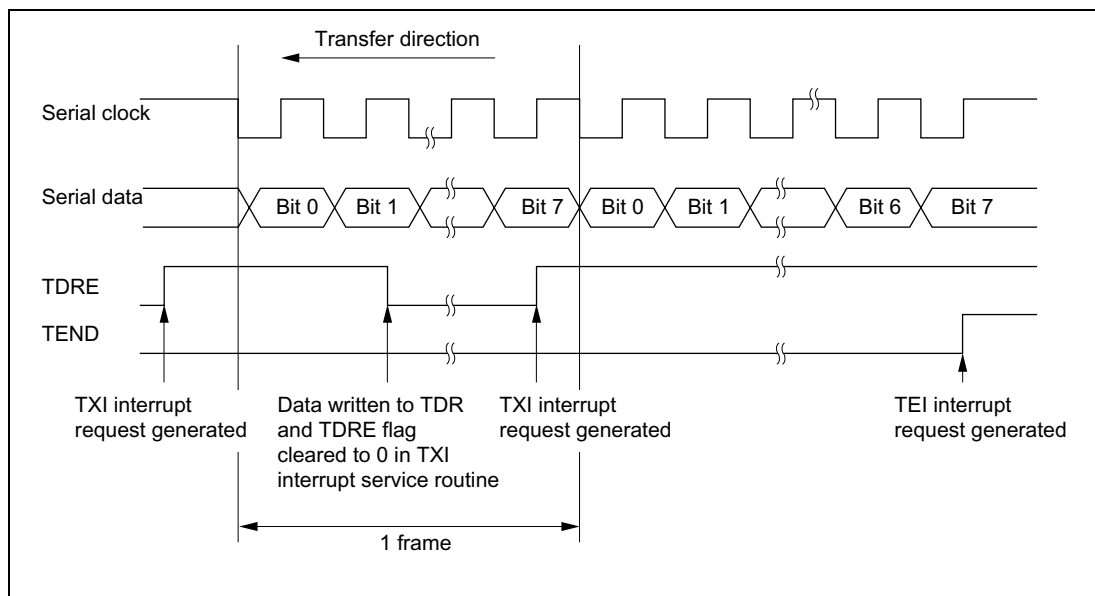 Transfer direction
Serial clock
Serial data
Bit 0
Bit 1
Bit 7
Bit 0
Bit 1
Bit 6
Bit 7
TDRE
TEND
TXI interrupt
request generated
Data written to TDR
and TDRE flag
cleared to 0 in TXI
interrupt service routine
TXI interrupt
request generated
TEI interrupt
request generated
1 frame